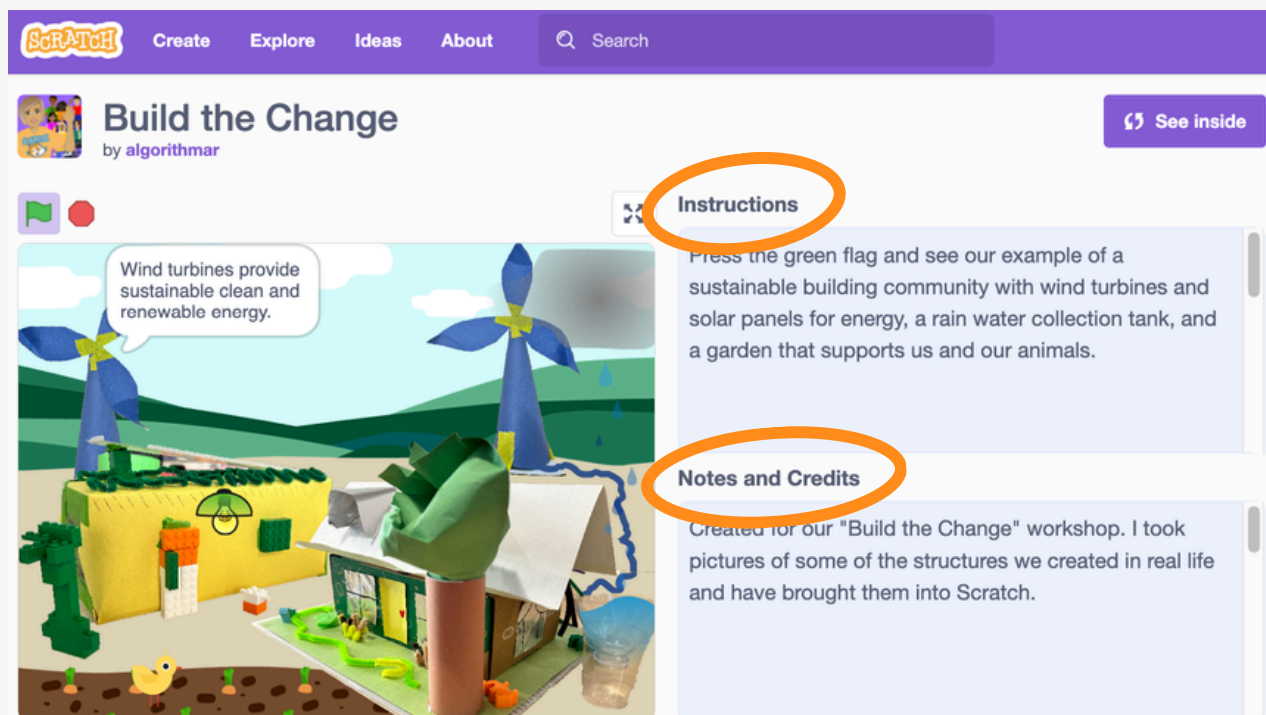 SCRATCH Create Explore Ideas About Search
Build the Change
by algorithmar
See inside
Wind turbines provide
sustainable clean and
renewable energy.
Instructions
Press the green flag and see our example of a
sustainable building community with wind turbines and
solar panels for energy, a rain water collection tank, and
a garden that supports us and our animals.
Notes and Credits
Created for our "Build the Change" workshop. I took
pictures of some of the structures we created in real life
and have brought them into Scratch.